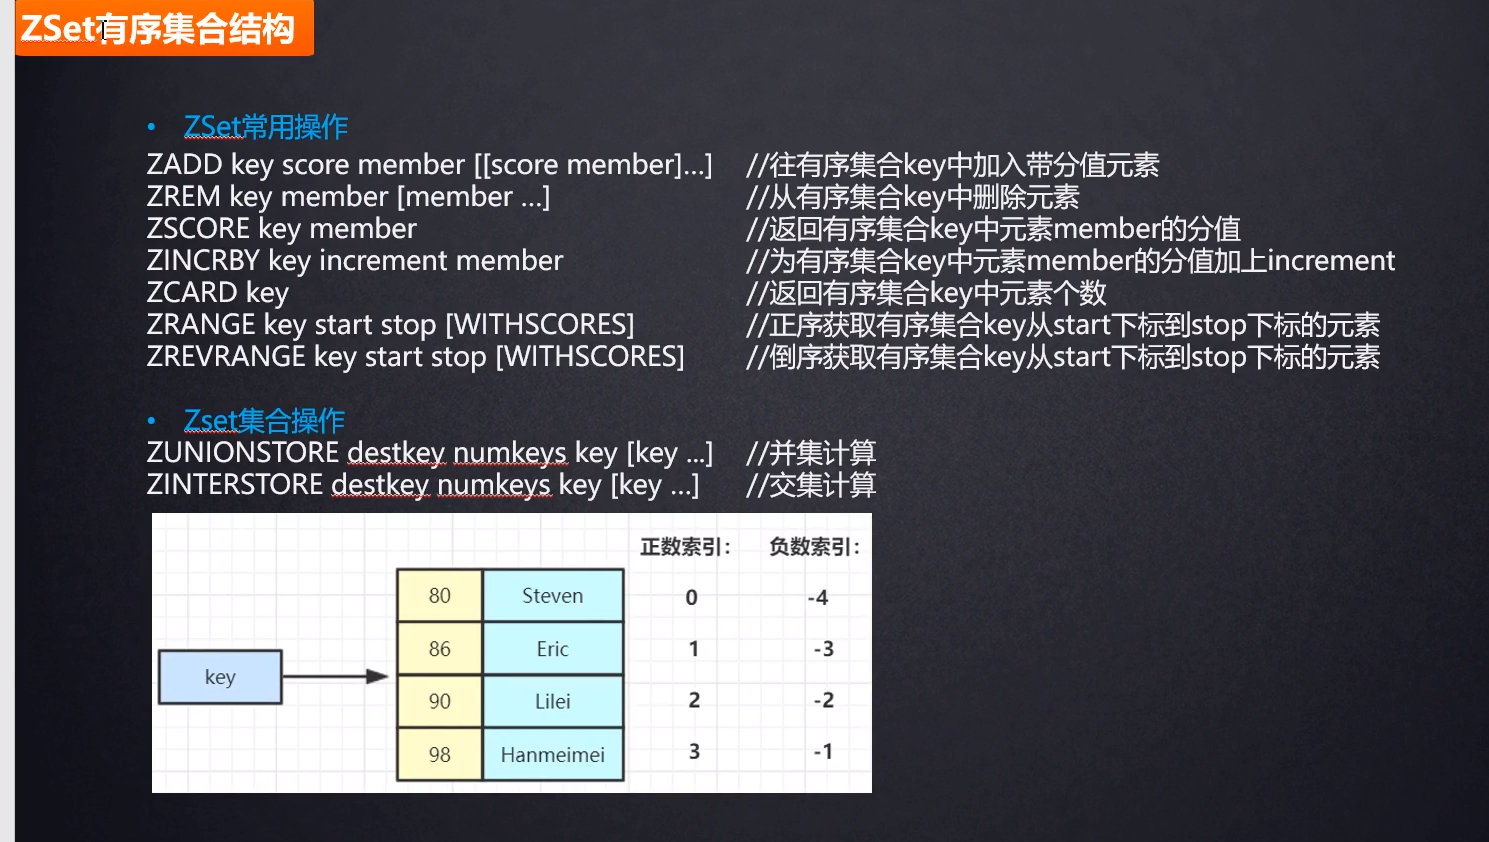 ZSet有序集合结构
• ZSet常用操作
ZADD key score member [[score member]…] //往有序集合key中加入带分值元素
ZREM key member [member …] //从有序集合key中删除元素
ZSCORE key member //返回有序集合key中元素member的分值
ZINCRBY key increment member //为有序集合key中元素member的分值加上increment
ZCARD key //返回有序集合key中元素个数
ZRANGE key start stop [WITHSCORES] //正序获取有序集合key从start下标到stop下标的元素
ZREVRANGE key start stop [WITHSCORES] //倒序获取有序集合key从start下标到stop下标的元素
• Zset集合操作
ZUNIONSTORE destkey numkeys key [key ...] //并集计算
ZINTERSTORE destkey numkeys key [key …] //交集计算
正数索引： 负数索引：
80 Steven 0 -4
86 Eric 1 -3
key
90 Lilei 2 -2
98 Hanmeimei 3 -1